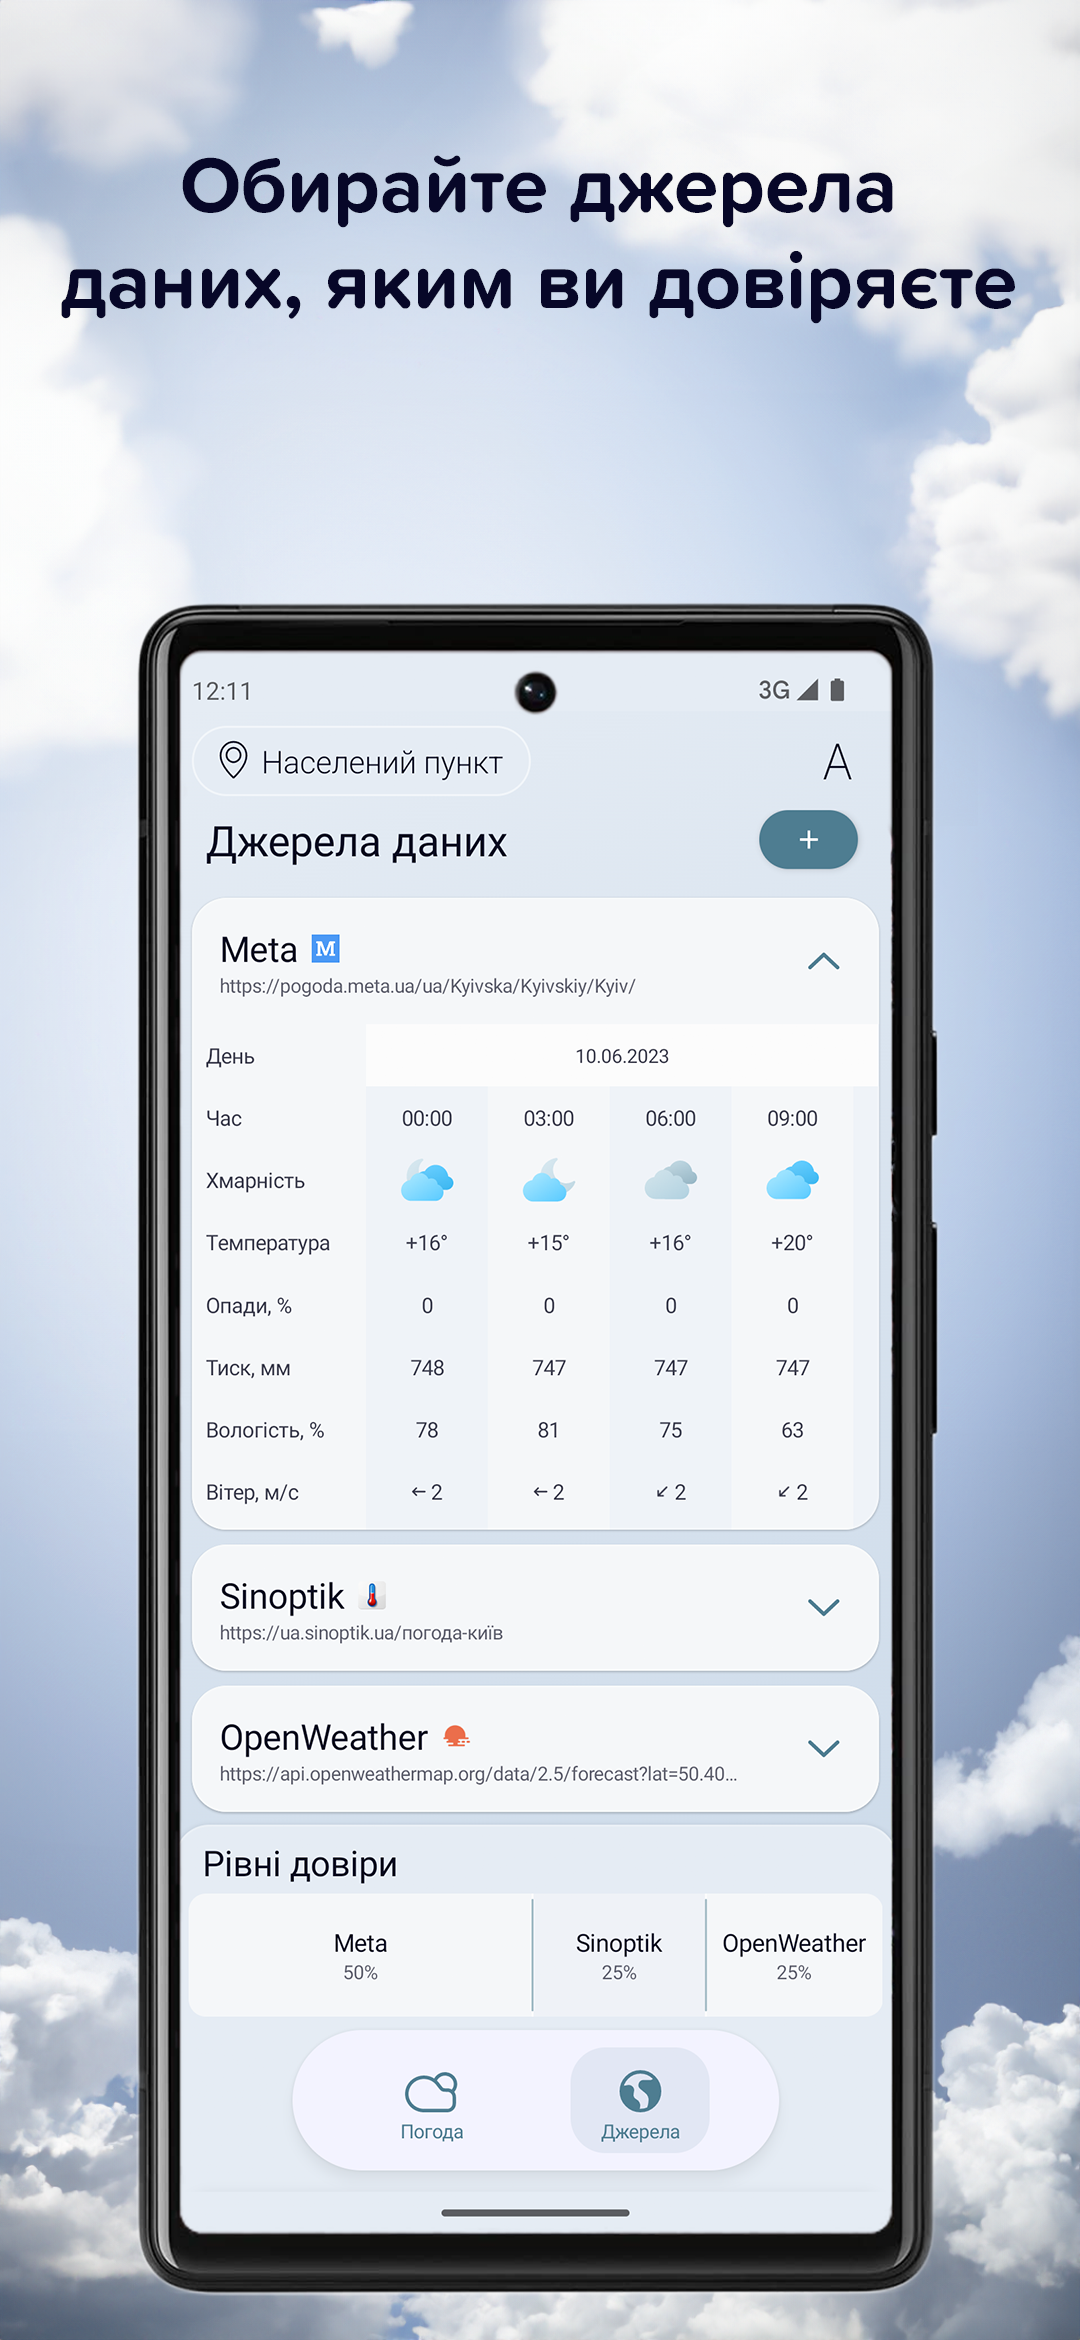 Обирайте джерела
даних, яким ви довіряєте
12:11 3G
Населений пункт A
Джерела даних +
Meta M
https://pogoda.meta.ua/ua/Kyivska/Kyivskiy/Kyiv/
День 10.06.2023
Час 00:00 03:00 06:00 09:00
Хмарність
Температура +16° +15° +16° +20°
Опади, % 0 0 0 0
Тиск, мм 748 747 747 747
Вологість, % 78 81 75 63
Вітер, м/с ←2 ←2 ↙2 ↙2
Sinoptik
https://ua.sinoptik.ua/погода-київ
OpenWeather
https://api.openweathermap.org/data/2.5/forecast?lat=50.40...
Рівні довіри
Meta Sinoptik OpenWeather
50% 25% 25%
Погода Джерела